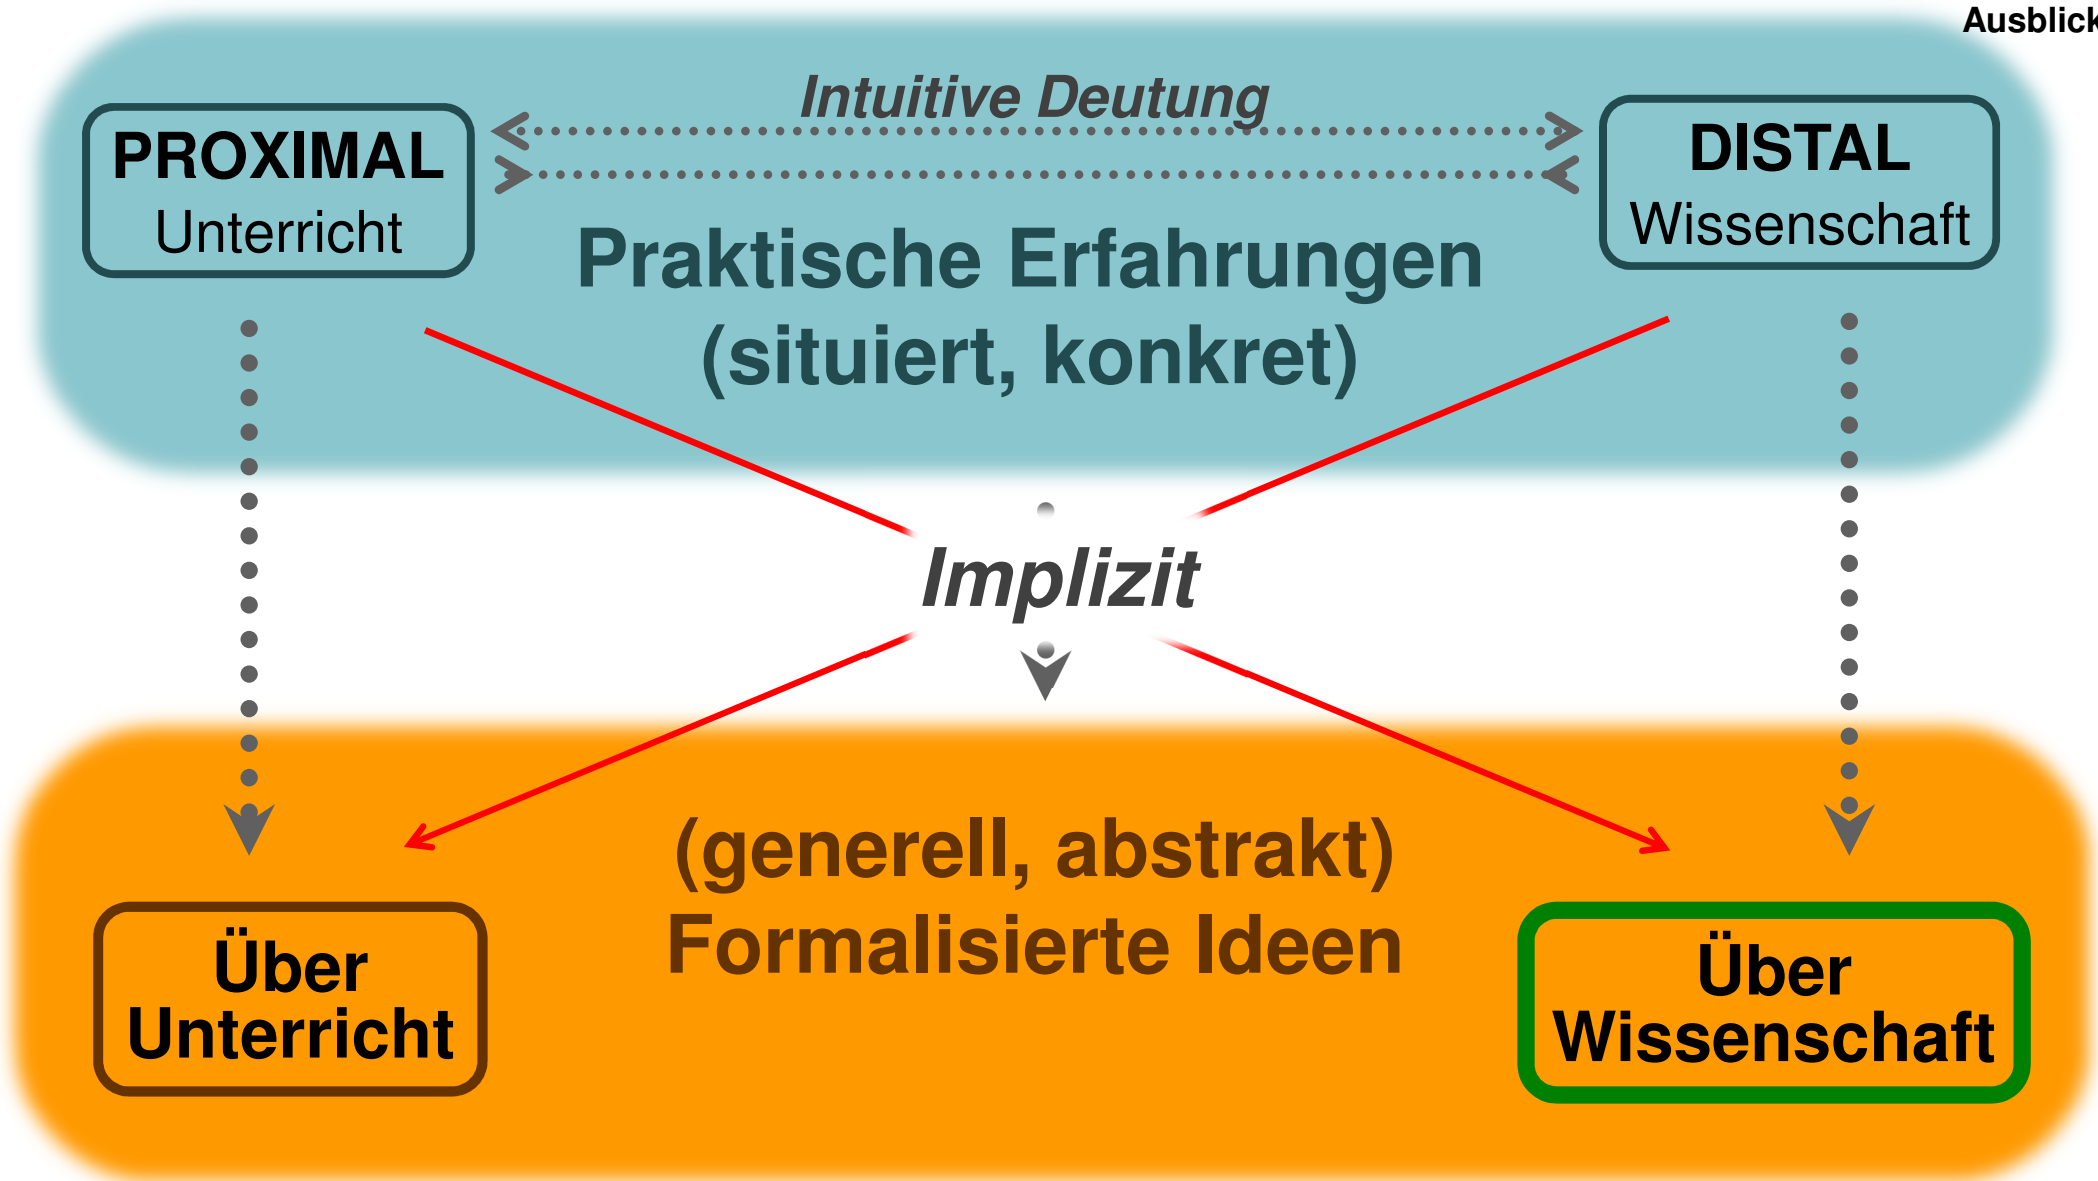 Ausblick
Intuitive Deutung
PROXIMAL
Unterricht
DISTAL
Wissenschaft
Praktische Erfahrungen
(situiert, konkret)
Implizit
(generell, abstrakt)
Formalisierte Ideen
Über
Unterricht
Über
Wissenschaft